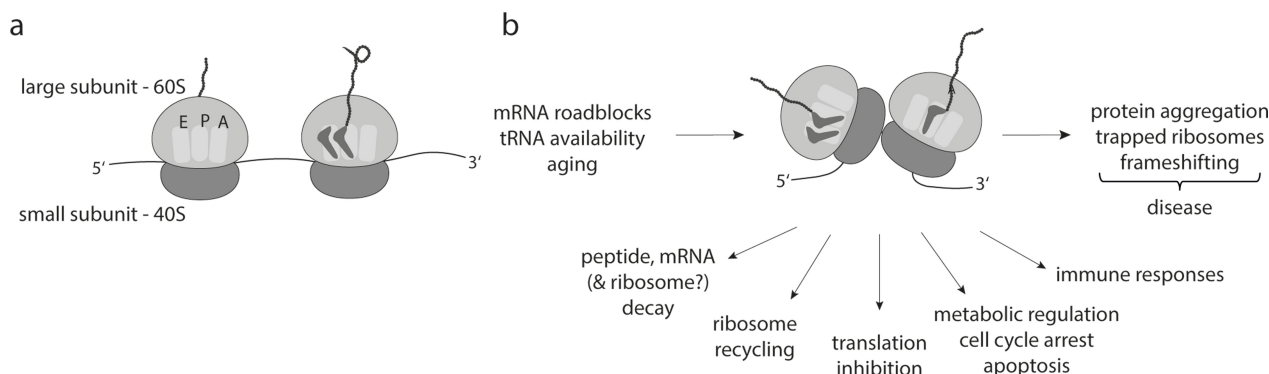 a
large subunit - 60S
E P A
5‘
3‘
small subunit - 40S
b
mRNA roadblocks
tRNA availability
aging
A
5‘
3‘
protein aggregation
trapped ribosomes
frameshifting
disease
peptide, mRNA
(& ribosome?)
decay
ribosome
recycling
translation
inhibition
metabolic regulation
cell cycle arrest
apoptosis
immune responses